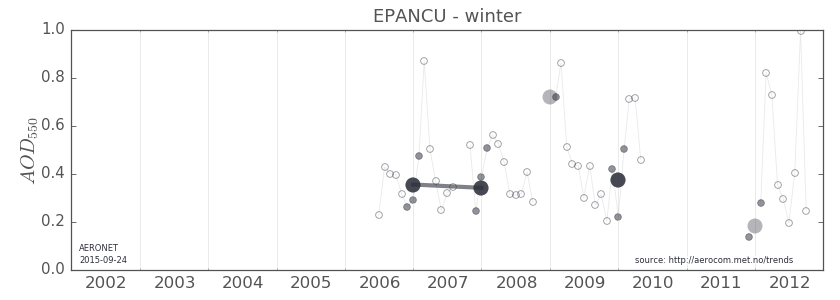 EPANCU - winter
1.0
0.8
0.6
0.4
0.2
0.0
AOD550
AERONET
2015-09-24
source: http://aerocom.met.no/trends
2002 2003 2004 2005 2006 2007 2008 2009 2010 2011 2012